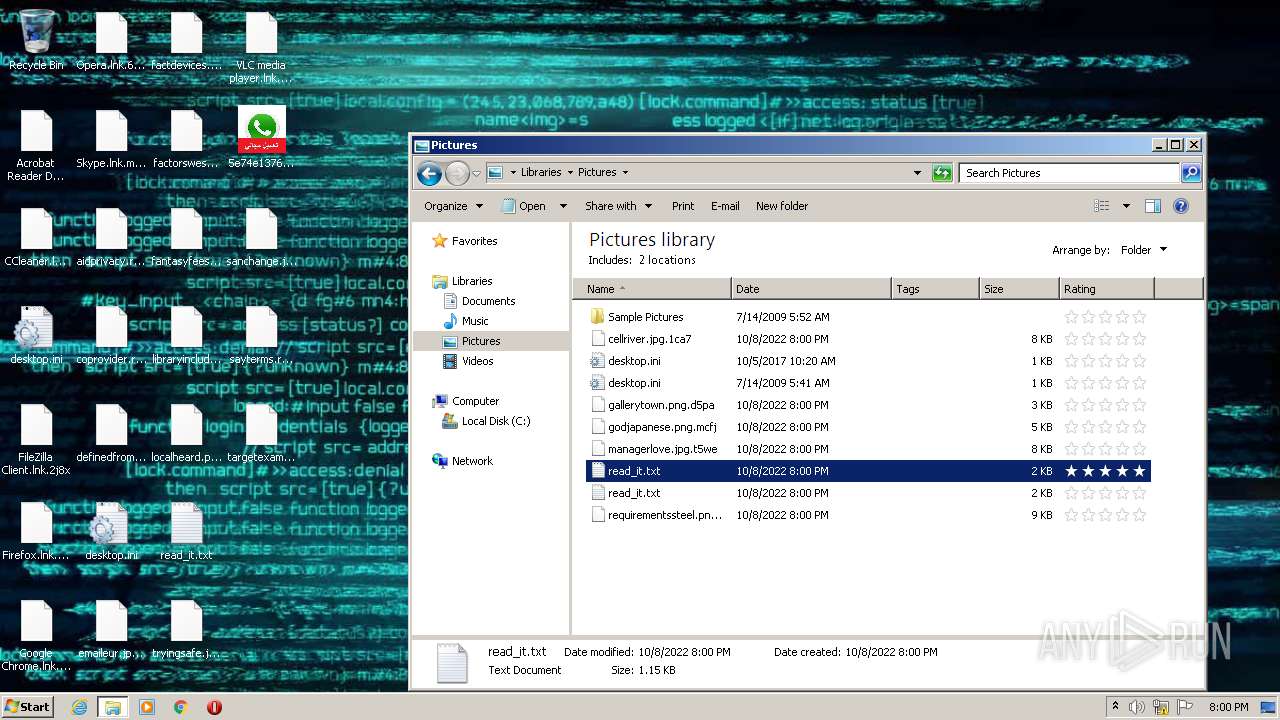 Recycle Bin
Opera.lnk.6...
factdevices....
VLC media
player.lnk....
script src=[true]local.config = (245,23,068,789,a48) [lock.command]#>>access: status [true]
name<img>=s
ess logged <[if] net:log.origin=set
Acrobat
Reader D...
Skype.lnk.m...
factorswes...
تحميل مجاني
5e74e1376...
CCleaner.l...
aidprivacy.r...
fantasyfees...
sanchange.j...
desktop.ini
coprovider.r...
libraryinclud...
sayterms.r...
FileZilla
Client.lnk.2j8x
definedfrom...
localheard.p...
targetexam...
Firefox.lnk....
desktop.ini
read_it.txt
Google
Chrome.lnk....
emaileur.jp...
tryingsafe.j...
Pictures
Libraries
Pictures
Search Pictures
Organize
Open
Share with
Print
E-mail
New folder
Favorites
Libraries
Documents
Music
Pictures
Computer
Local Disk (C:)
Network
Pictures library
Includes: 2 locations
Arrange by: Folder
Name Date Tags Size Rating
Sample Pictures 7/14/2009 5:52 AM
cellriver.jpg.1ca7 10/8/2022 8:00 PM 5 KB
desktop.ini 10/6/2017 10:07 AM 1 KB
desktop.ini 7/14/2009 5:41 AM 1 KB
gallerytown.png.d5pa 10/8/2022 8:00 PM 3 KB
godjapanese.png.mcfj 10/8/2022 8:00 PM 5 KB
managerlove.jpg.t5we 10/8/2022 8:00 PM 8 KB
read_it.txt 10/8/2022 8:00 PM 2 KB
read_it.txt 10/8/2022 8:00 PM 2 KB
requirementssteel.pn... 10/8/2022 8:00 PM 9 KB
read_it.txt Date modified: 10/8/2022 8:00 PM Date created: 10/8/2022 8:00 PM
Text Document Size: 1.15 KB
ANY RUN
Start
8:00 PM